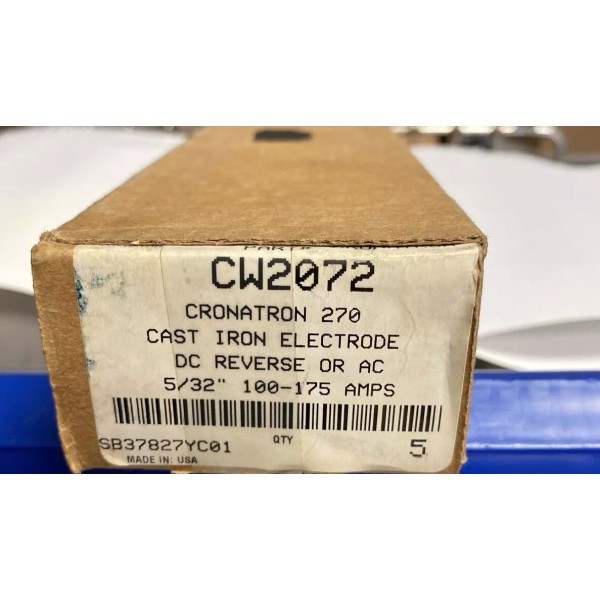 CW2072
CRONATRON 270
CAST IRON ELECTRODE
DC REVERSE OR AC
5/32" 100-175 AMPS
SB37827YC01 QTY 5
MADE IN: USA